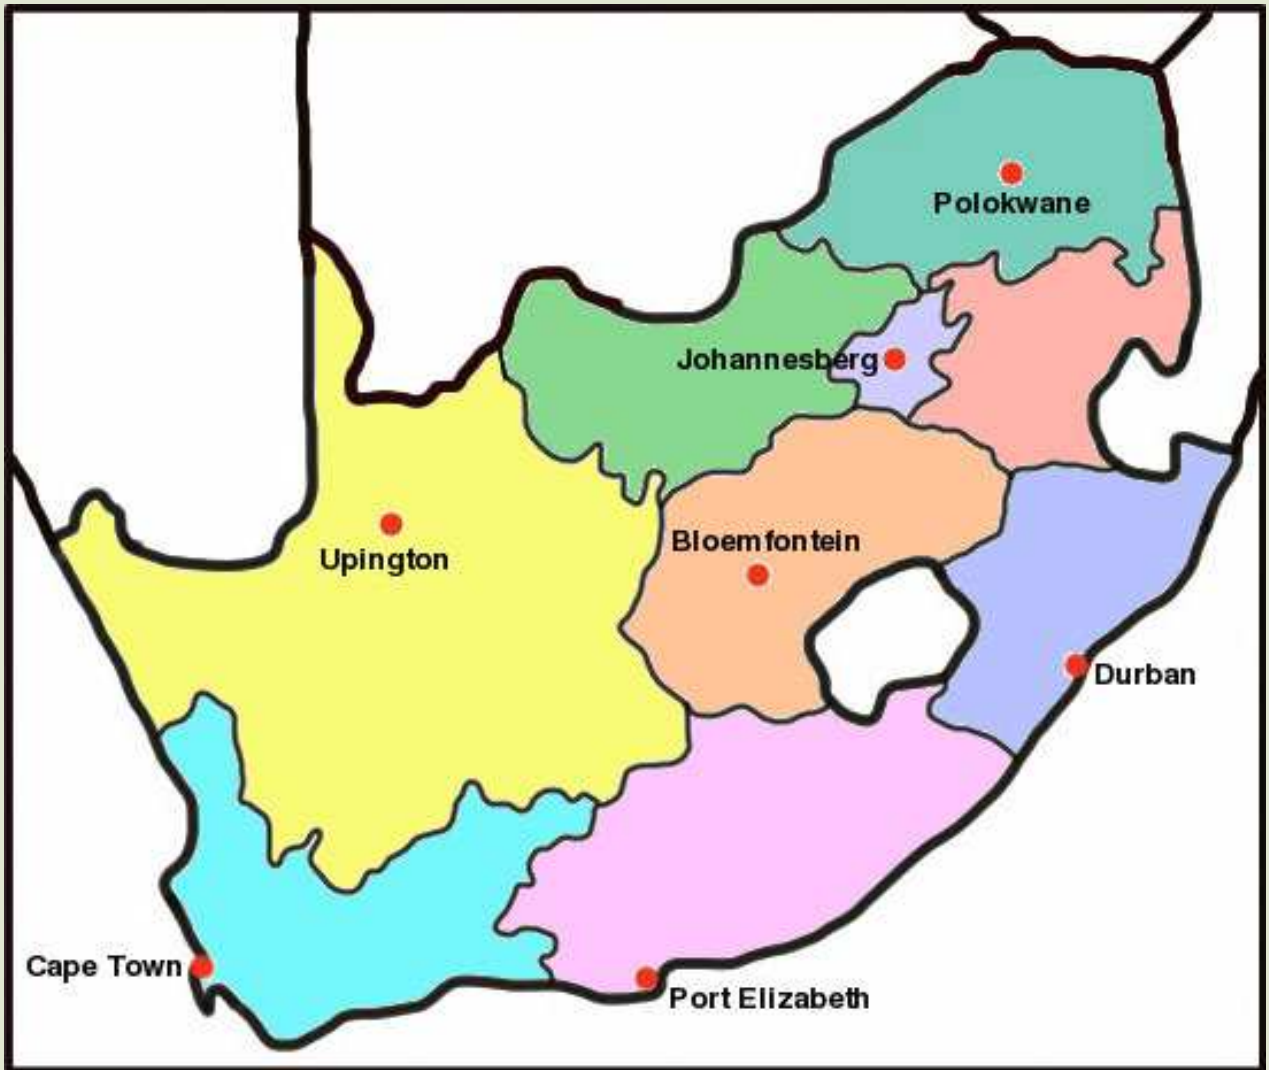 Polokwane
Johannesberg
Bloemfontein
Upington
Durban
Cape Town
Port Elizabeth